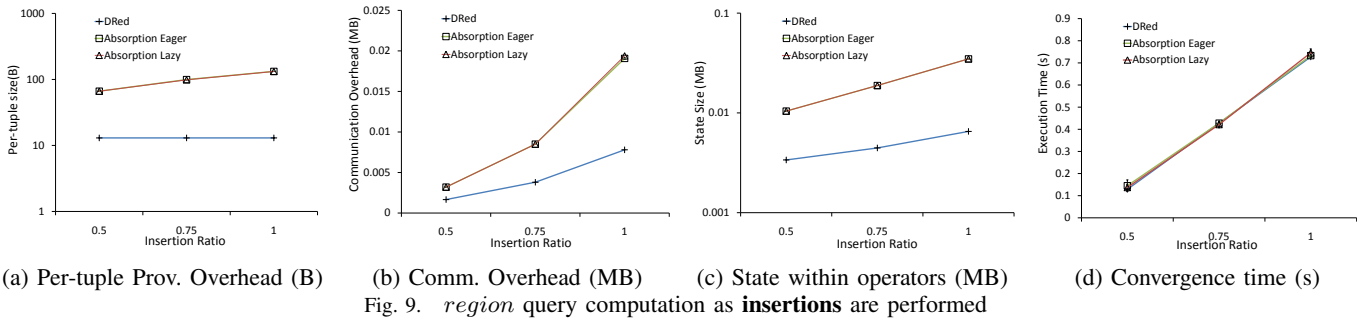 1000
100
10
1
Per-tuple size(B)
DRed
Absorption Eager
Absorption Lazy
0.5
0.75
1
Insertion Ratio
0.025
0.02
0.015
0.01
0.005
0
Communication Overhead (MB)
DRed
Absorption Eager
Absorption Lazy
0.5
0.75
1
Insertion Ratio
0.1
0.01
0.001
State Size (MB)
DRed
Absorption Eager
Absorption Lazy
0.5
0.75
1
Insertion Ratio
0.9
0.8
0.7
0.6
0.5
0.4
0.3
0.2
0.1
0
Execution Time (s)
DRed
Absorption Eager
Absorption Lazy
0.5
0.75
1
Insertion Ratio
(a) Per-tuple Prov. Overhead (B)
(b) Comm. Overhead (MB)
(c) State within operators (MB)
(d) Convergence time (s)
Fig. 9. region query computation as insertions are performed